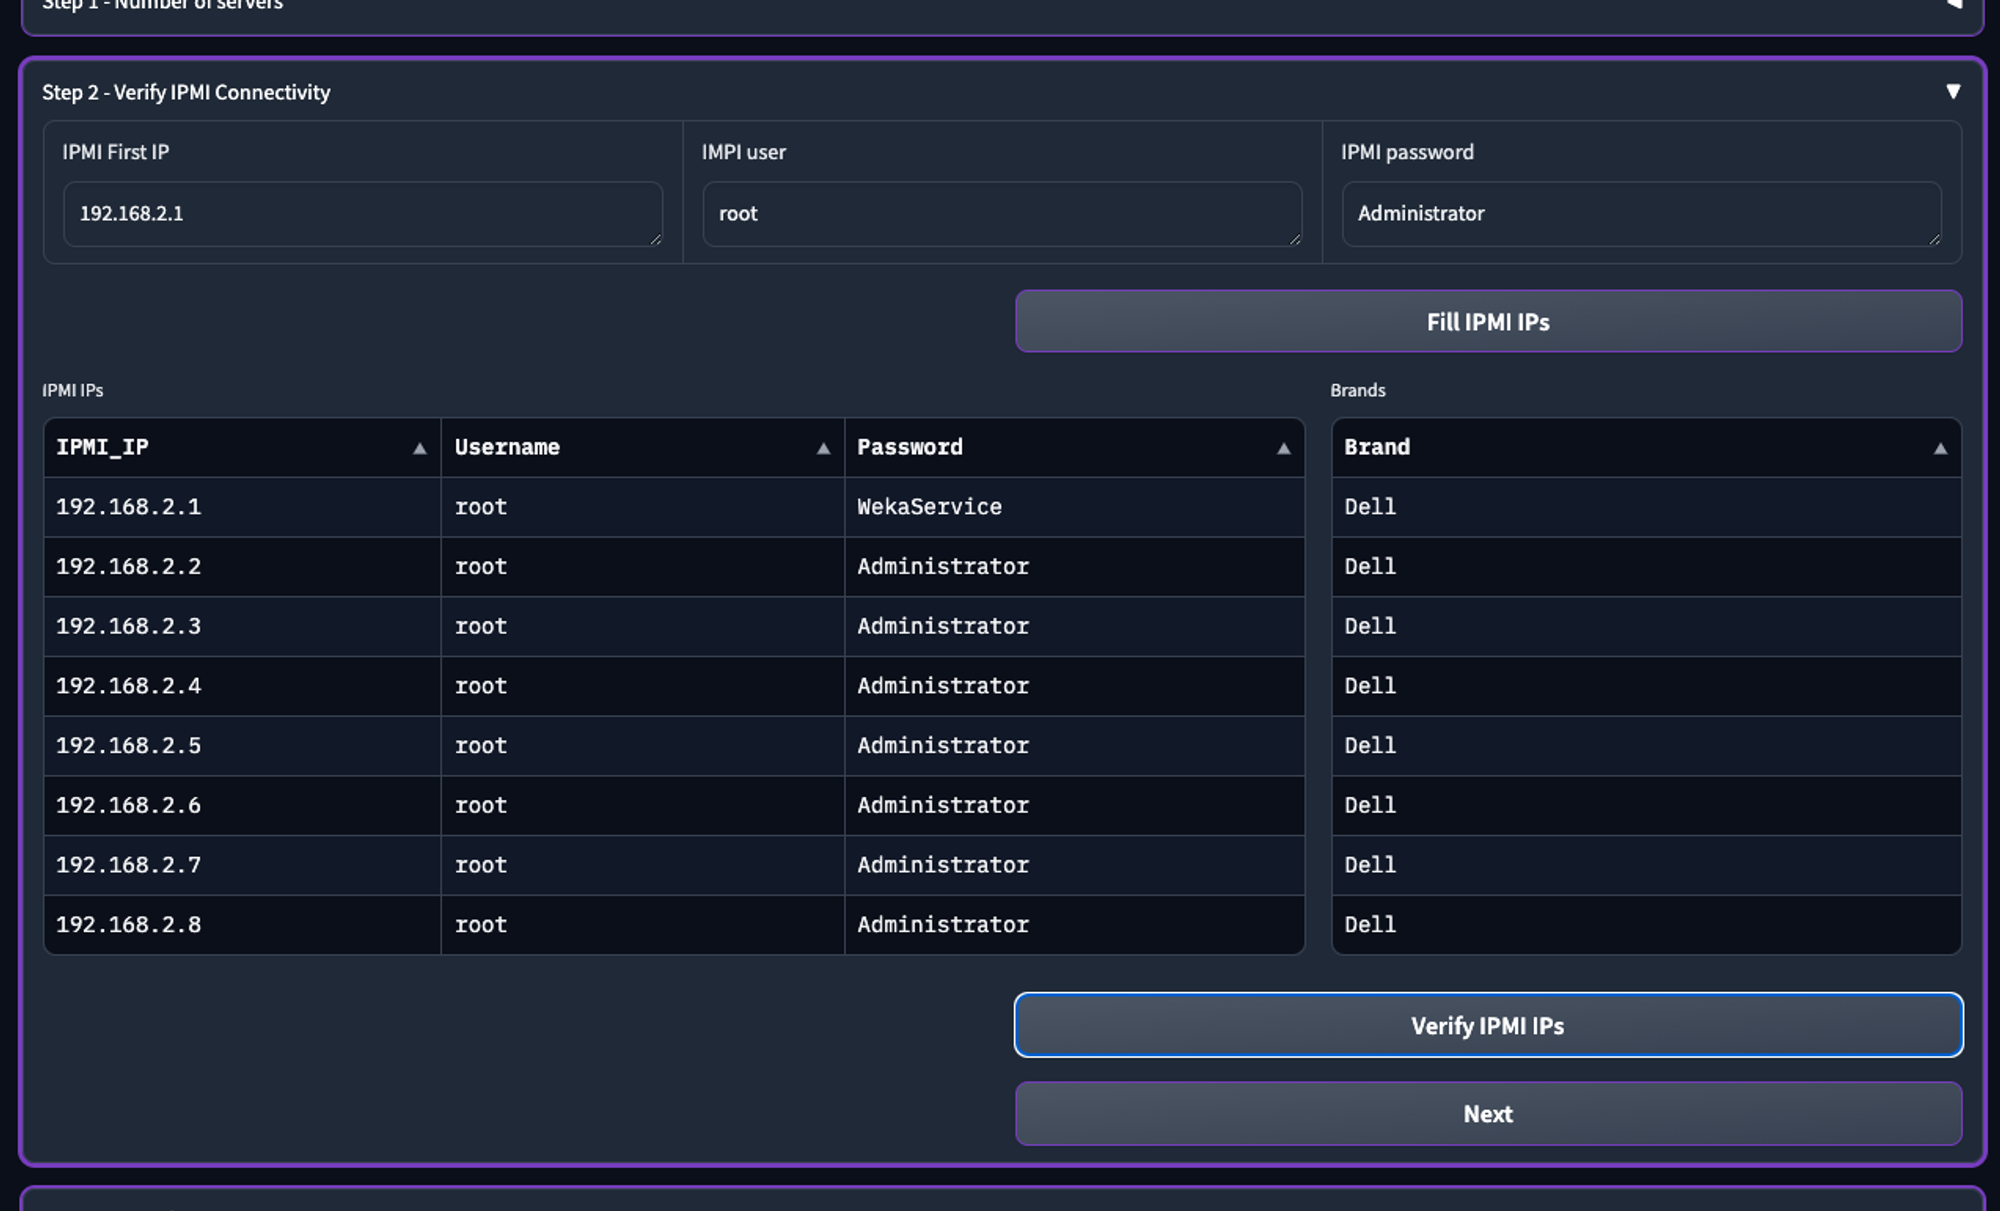 Step 1 - Number of servers
Step 2 - Verify IPMI Connectivity
IPMI First IP IMPI user IPMI password
192.168.2.1 root Administrator
Fill IPMI IPs
IPMI IPs Brands
IPMI_IP Username Password Brand
192.168.2.1 root WekaService Dell
192.168.2.2 root Administrator Dell
192.168.2.3 root Administrator Dell
192.168.2.4 root Administrator Dell
192.168.2.5 root Administrator Dell
192.168.2.6 root Administrator Dell
192.168.2.7 root Administrator Dell
192.168.2.8 root Administrator Dell
Verify IPMI IPs
Next